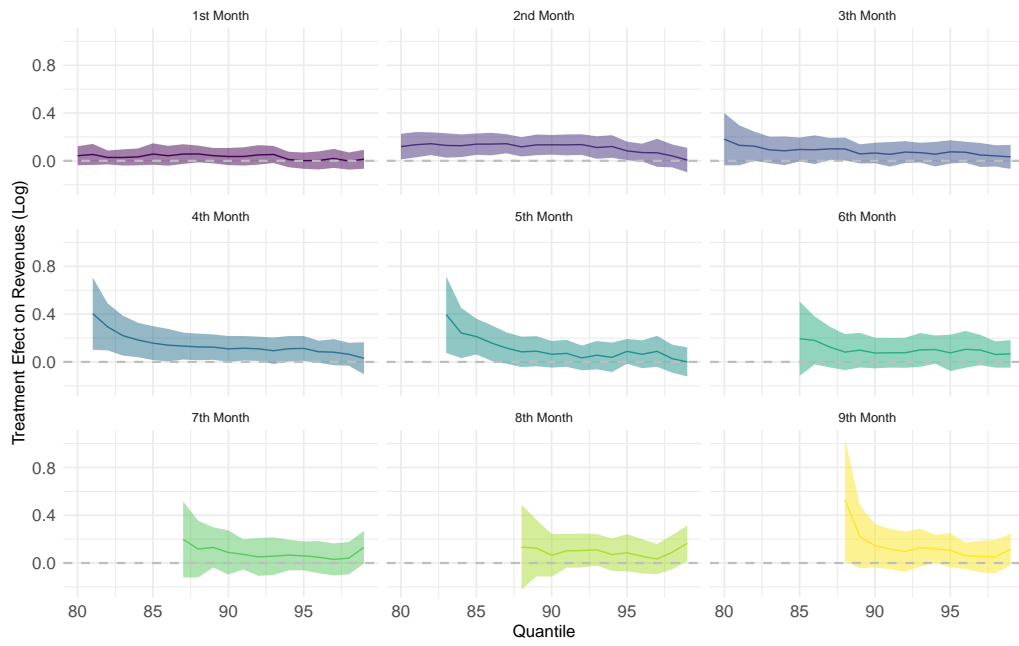 1st Month 2nd Month 3th Month
0.8
0.4
0.0
4th Month 5th Month 6th Month
0.8
0.4
0.0
7th Month 8th Month 9th Month
0.8
0.4
0.0
80 85 90 95 80 85 90 95 80 85 90 95
Quantile
Treatment Efect on Revenues (Log)